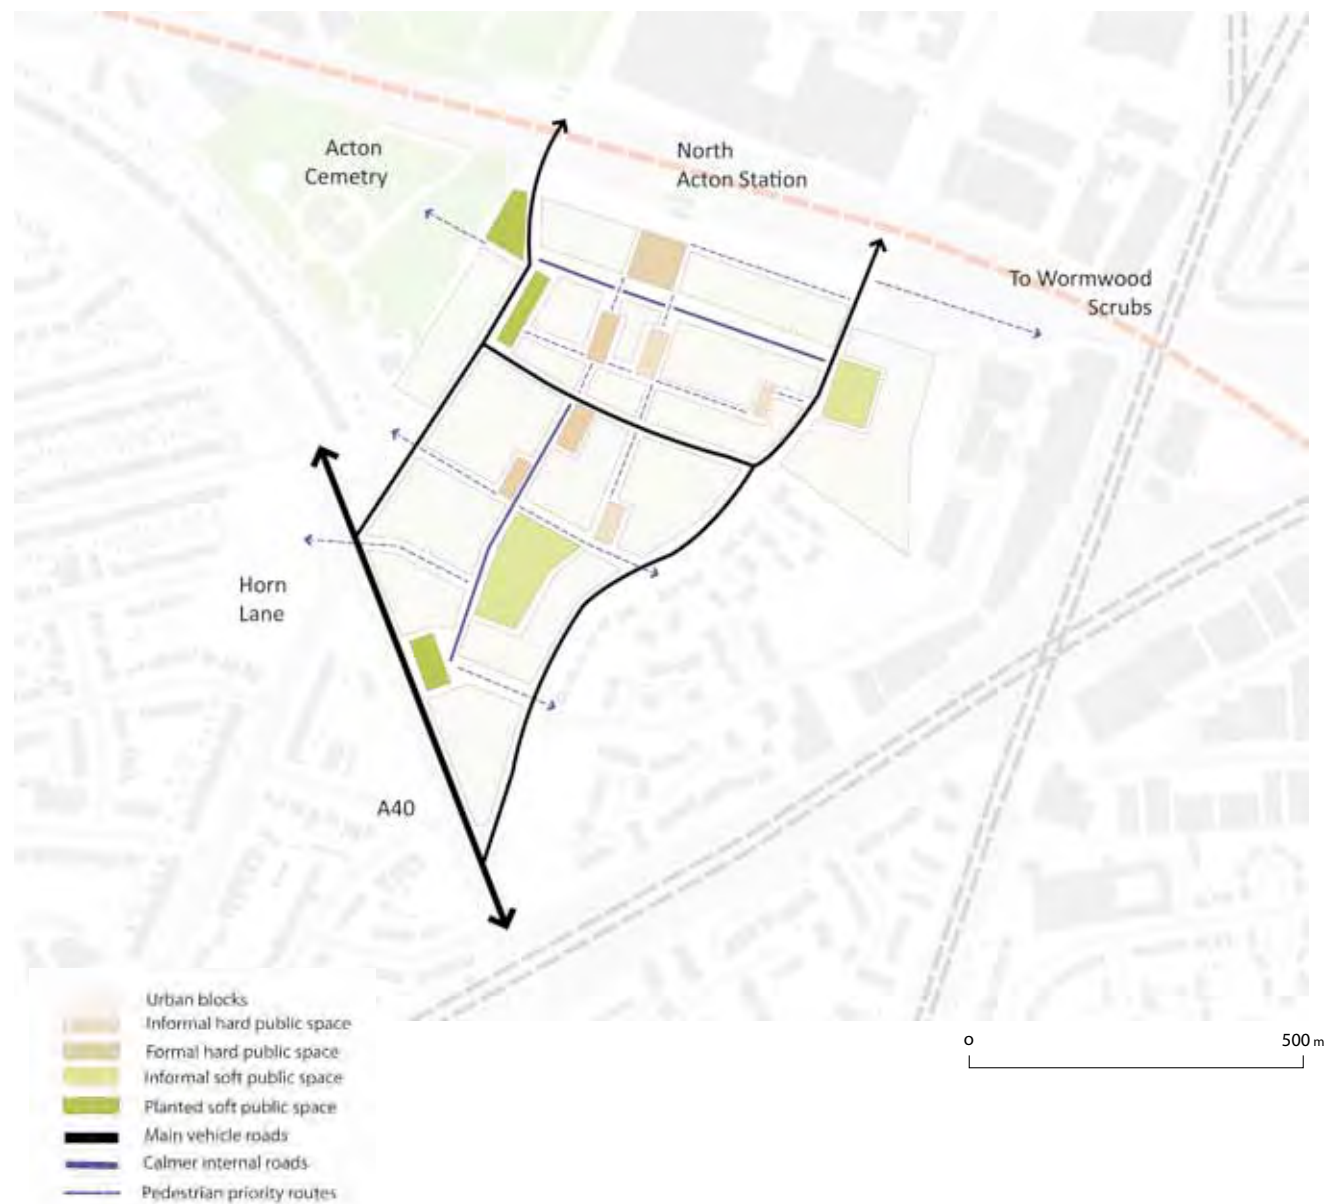 Acton
Cemetry
North
Acton Station
To Wormwood
Scrubs
Horn
Lane
A40
Urban blocks
Informal hard public space
Formal hard public space
Informal soft public space
Planted soft public space
Main vehicle roads
Calmer internal roads
Pedestrian priority routes
0 500 m